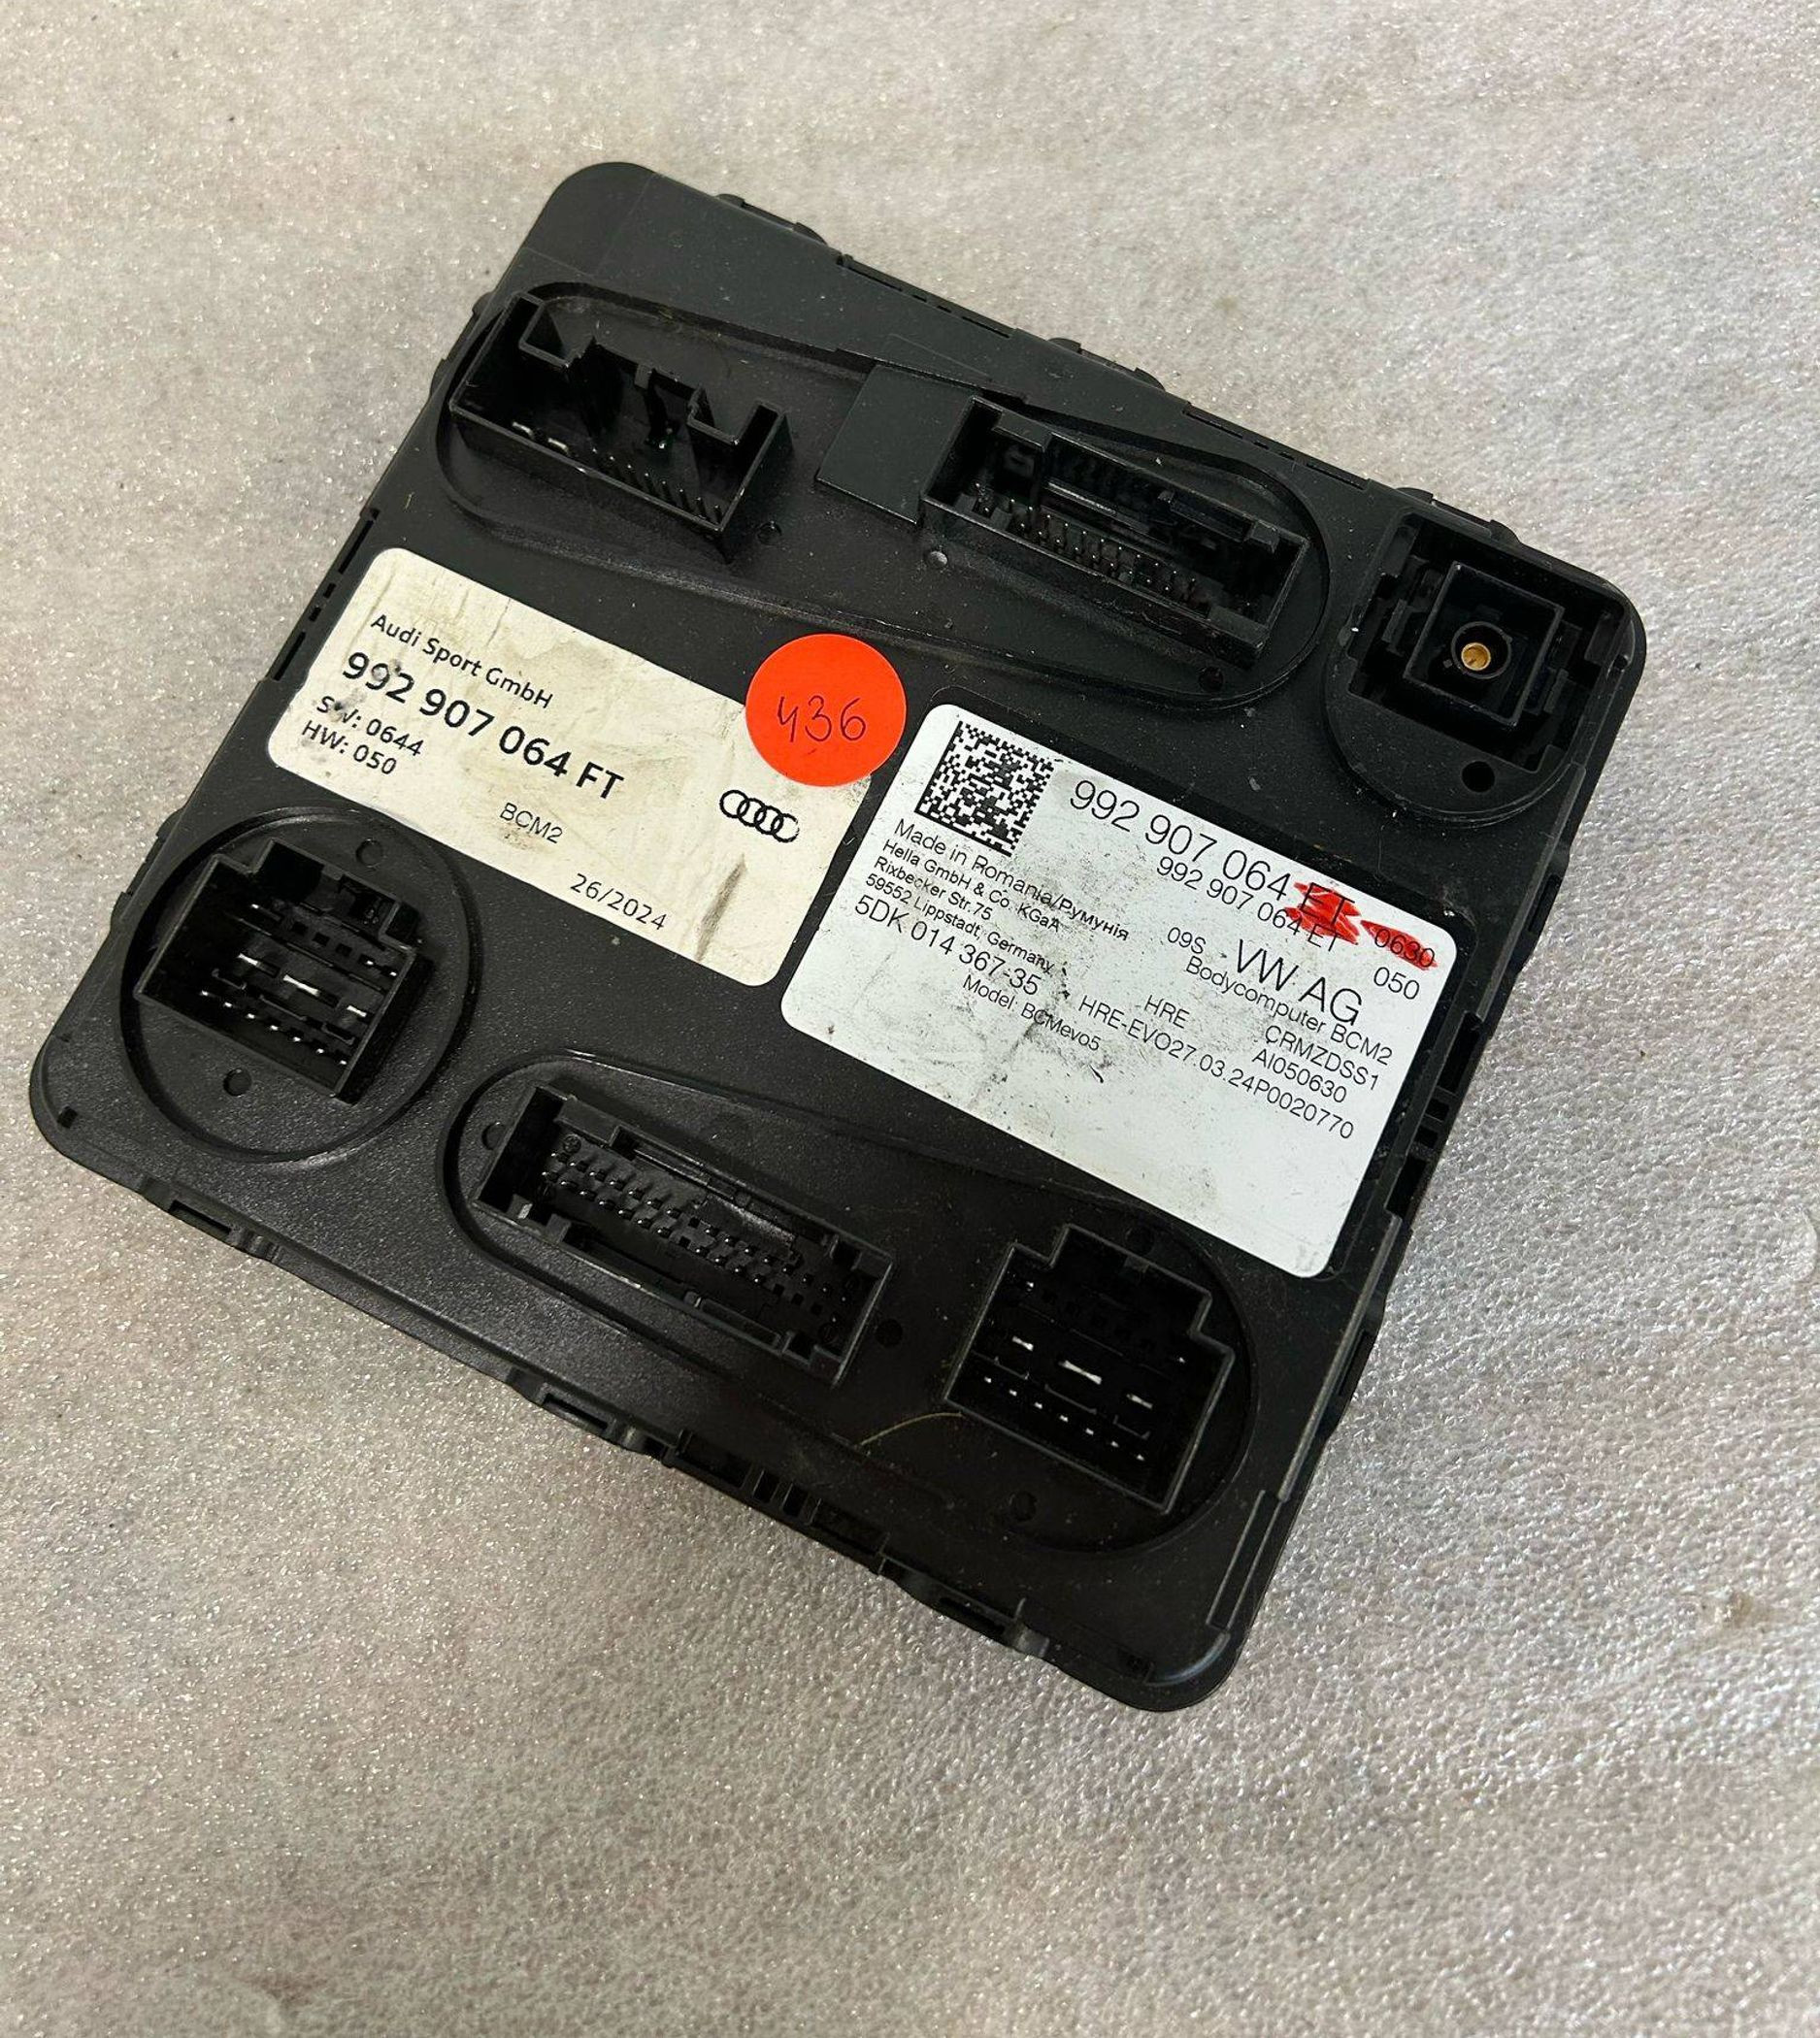 Audi Sport GmbH
992 907 064 FT
SW: 0644
HW: 050
BCM2
26/2024
436
992 907 064 ET 0630
992 907 064 ET 050
Made in Romania/Румунія
Hella GmbH & Co. KGaA
Rixbecker Str.75
59552 Lippstadt, Germany
5DK 014 367-35
Model: BCMevo5
09S VW AG
Bodycomputer BCM2
HRE CRMZDSS1
AI050630
HRE-EVO27.03.24P0020770